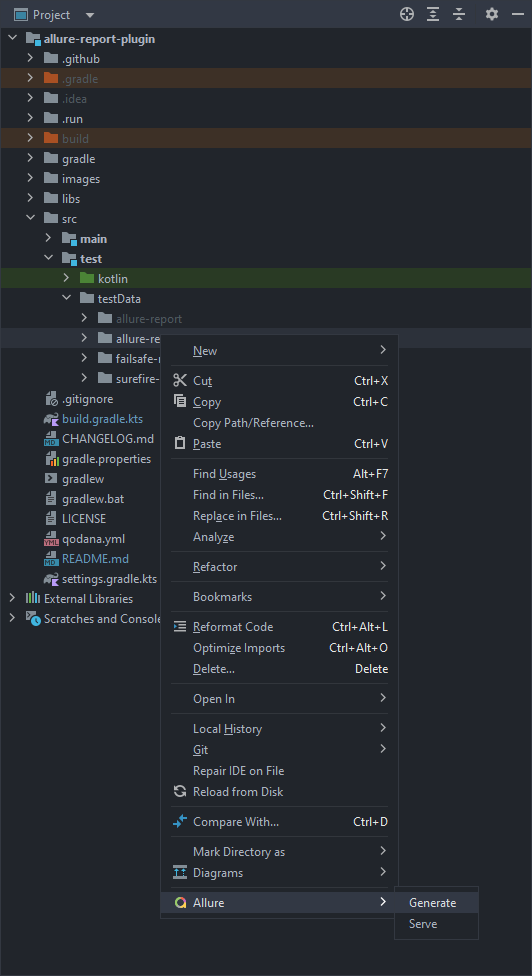 Project
allure-report-plugin
.github
.gradle
.idea
.run
build
gradle
images
libs
src
main
test
kotlin
testData
allure-report
allure-re
failsafe-r
surefire-
.gitignore
build.gradle.kts
CHANGELOG.md
gradle.properties
gradlew
gradlew.bat
LICENSE
qodana.yml
README.md
settings.gradle.kts
External Libraries
Scratches and Console
New
Cut Ctrl+X
Copy Ctrl+C
Copy Path/Reference...
Paste Ctrl+V
Find Usages Alt+F7
Find in Files... Ctrl+Shift+F
Replace in Files... Ctrl+Shift+R
Analyze
Refactor
Bookmarks
Reformat Code Ctrl+Alt+L
Optimize Imports Ctrl+Alt+O
Delete... Delete
Open In
Local History
Git
Repair IDE on File
Reload from Disk
Compare With... Ctrl+D
Mark Directory as
Diagrams
Allure
Generate
Serve